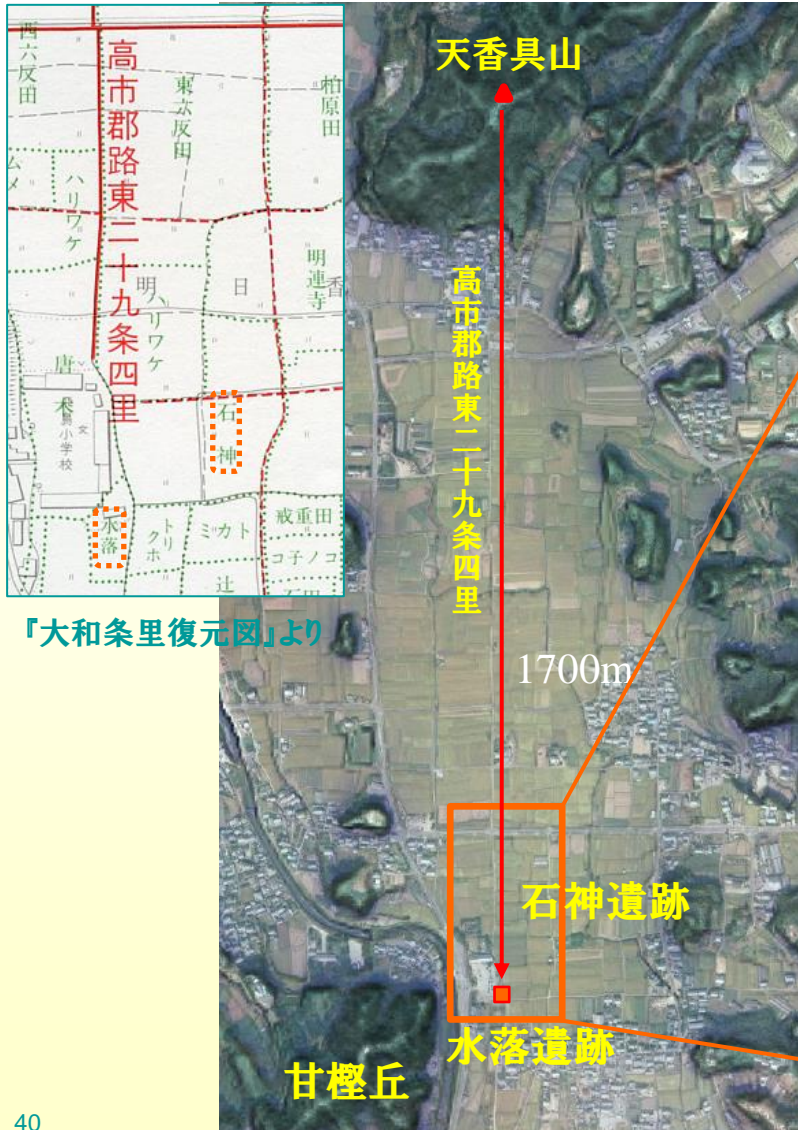 西六反田
高市郡路東二十九条四里
東六反田
柏原田
ムメ
ハリワケ
明連寺
明日香
ハリワケ
唐木
小学校
文
石神
水落
トリクホ
ミカト
辻
戒重田
コ子ノコ
『大和条里復元図』より
天香具山
高市郡路東二十九条四里
1700m
石神遺跡
水落遺跡
甘樫丘
40